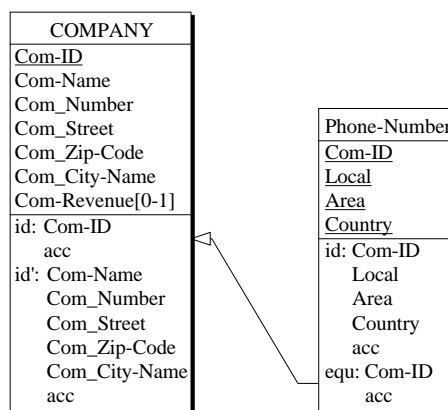 COMPANY
Com-ID
Com-Name
Com_Number
Com_Street
Com_Zip-Code
Com_City-Name
Com-Revenue[0-1]
id: Com-ID
acc
id': Com-Name
Com_Number
Com_Street
Com_Zip-Code
Com_City-Name
acc
Phone-Number
Com-ID
Local
Area
Country
id: Com-ID
Local
Area
Country
acc
equ: Com-ID
acc